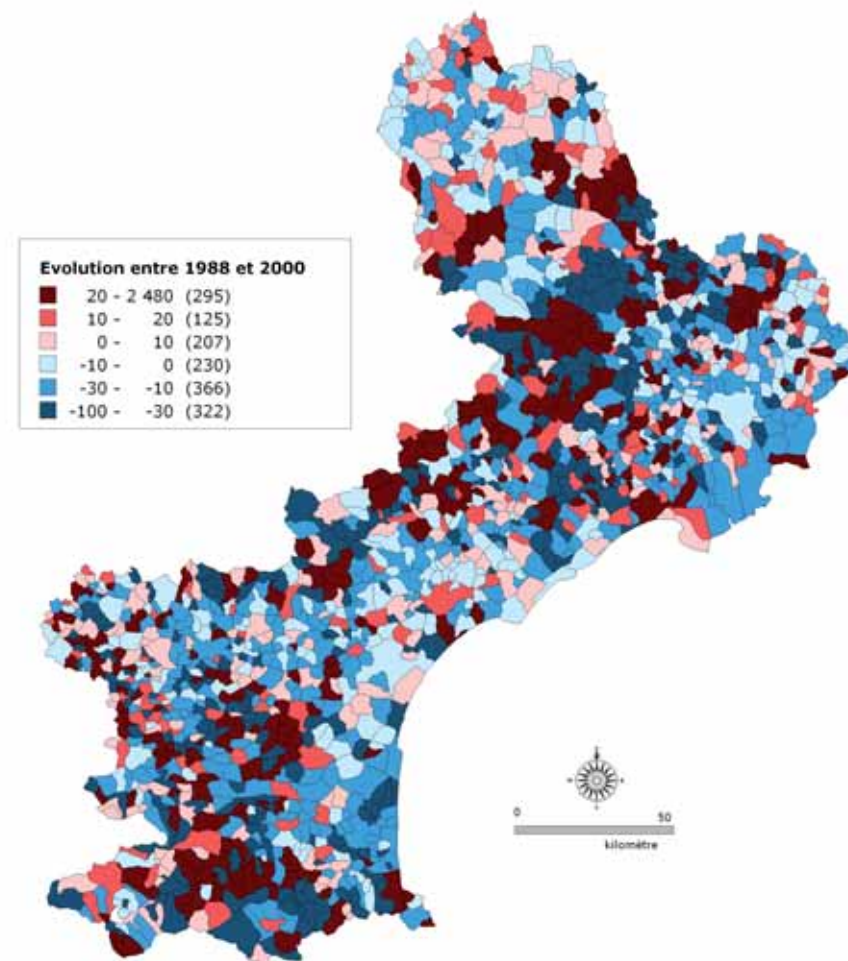 Evolution entre 1988 et 2000
20 - 2 480 (295)
10 - 20 (125)
0 - 10 (207)
-10 - 0 (230)
-30 - -10 (366)
-100 - -30 (322)
0 50
kilomètre